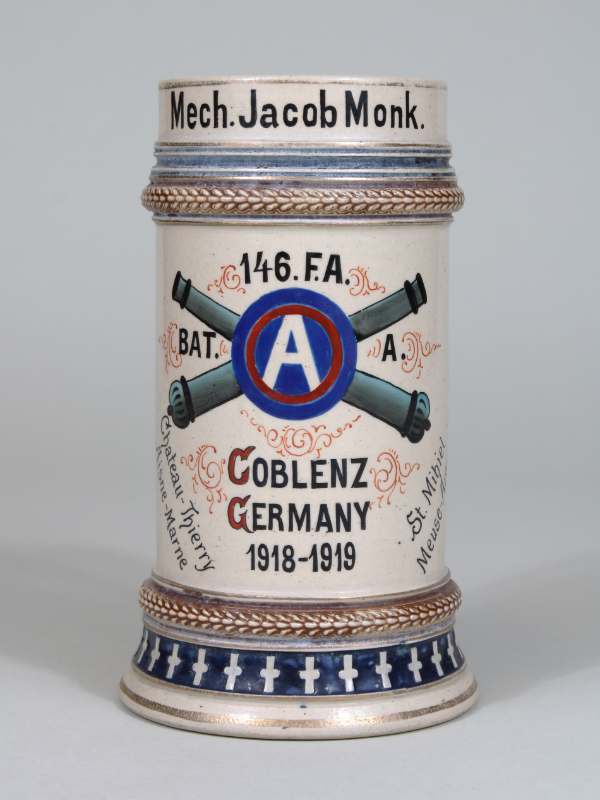 Mech. Jacob Monk.
146. F.A.
BAT. A A.
COBLENZ
GERMANY
1918-1919
Chateau-Thierry
Aisne-Marne
St. Mihiel
Meuse-